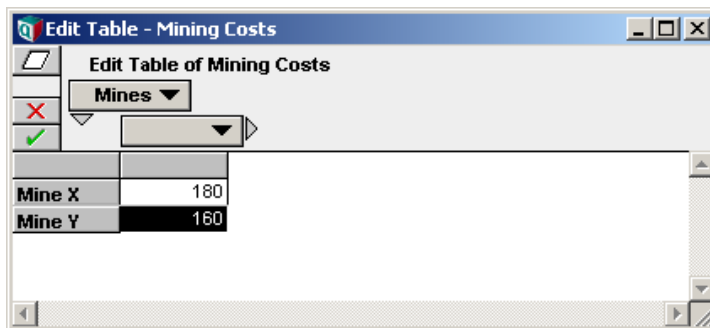 Edit Table - Mining Costs
Edit Table of Mining Costs
Mines
Mine X 180
Mine Y 160